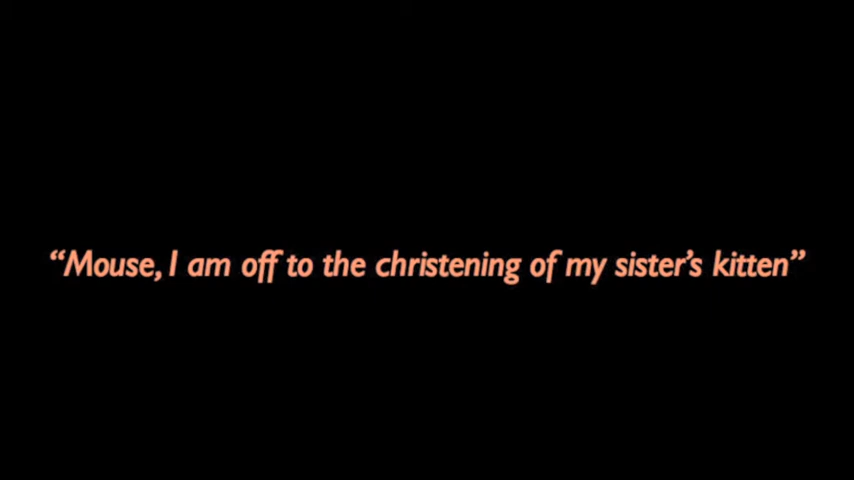 “Mouse, I am off to the christening of my sister’s kitten”